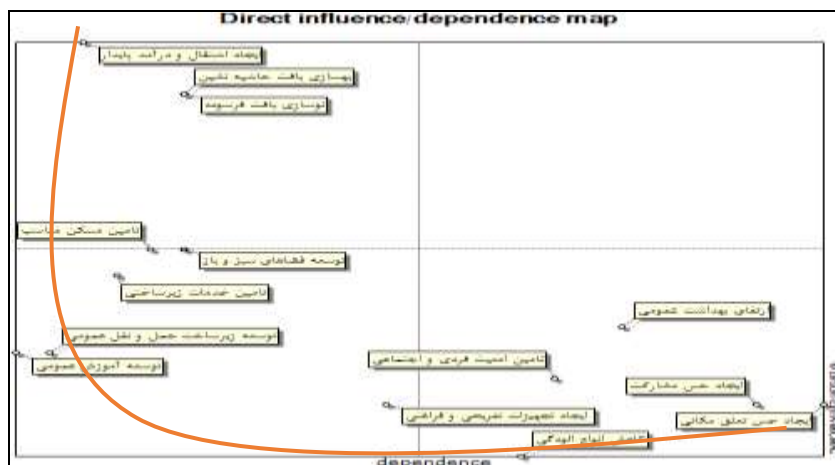 Direct influence/dependence map
ایجاد اشتغال و درآمد پایدار
بهسازی بافت حاشیه نشین
نوسازی بافت فرسوده
تامین مسکن مناسب
توسعه فضاهای سبز و باز
تامین خدمات زیرساختی
ارتقای بهداشت عمومی
توسعه زیرساخت حمل و نقل عمومی
توسعه آموزش عمومی
تامین امنیت فردی و اجتماعی
ایجاد حس مشارکت
ایجاد تجهیزات تفریحی و فراغتی
ایجاد حس تعلق مکانی
کاهش انواع آلودگی
dependence